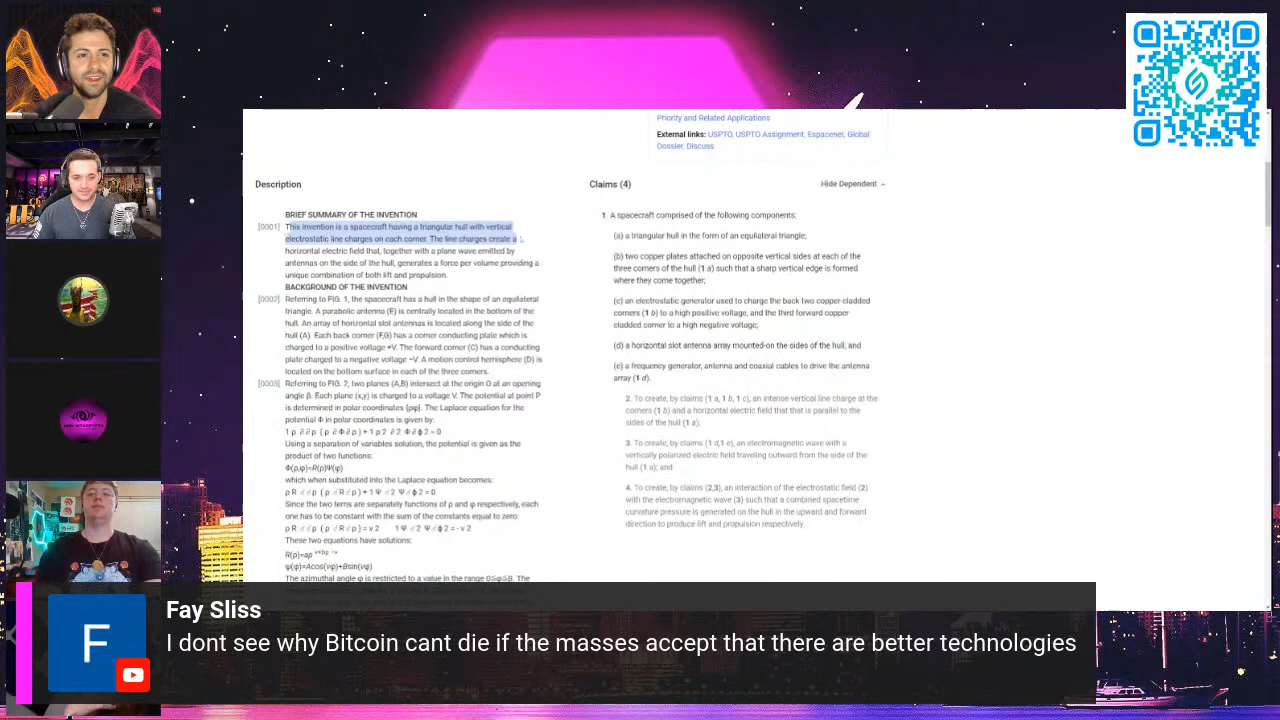 Priority and Related Applications
External links: USPTO, USPTO Assignment, Espacenet, Global
Dossier, Discuss
Description
BRIEF SUMMARY OF THE INVENTION
[0001] This invention is a spacecraft having a triangular hull with vertical
electrostatic line charges on each corner. The line charges create a
horizontal electric field that, together with a plane wave emitted by
antennas on the side of the hull, generates a force per volume providing a
unique combination of both lift and propulsion.
BACKGROUND OF THE INVENTION
[0002] Referring to FIG. 1, the spacecraft has a hull in the shape of an equilateral
triangle. A parabolic antenna (E) is centrally located in the bottom of the
hull. An array of horizontal slot antennas is located along the side of the
hull (A). Each back corner (F,G) has a corner conducting plate which is
charged to a positive voltage +V. The forward corner (C) has a conducting
plate charged to a negative voltage −V. A motion control hemisphere (D) is
located on the bottom surface in each of the three corners.
[0003] Referring to FIG. 2, two planes (A,B) intersect at the origin O at an opening
angle β. Each plane (x,y) is charged to a voltage V. The potential at point P
is determined in polar coordinates {ρφ}. The Laplace equation for the
potential Φ in polar coordinates is given by:
Using a separation of variables solution, the potential is given as the
product of two functions:
Φ(ρ,φ)=R(ρ)Ψ(φ)
which when substituted into the Laplace equation becomes:
Since the two terns are separately functions of ρ and φ respectively, each
one has to be constant with the sum of the constants equal to zero:
These two equations have solutions:
ψ(φ)=Acos(vφ)+Bsin(vφ)
The azimuthal angle φ is restricted to a value in the range 0≦φ≦β. The
Claims (4)
Hide Dependent
1. A spacecraft comprised of the following components:
(a) a triangular hull in the form of an equilateral triangle;
(b) two copper plates attached on opposite vertical sides at each of the
three corners of the hull (1 a) such that a sharp vertical edge is formed
where they come together;
(c) an electrostatic generator used to charge the back two copper-cladded
corners (1 b) to a high positive voltage, and the third forward copper-
cladded corner to a high negative voltage;
(d) a horizontal slot antenna array mounted-on the sides of the hull; and
(e) a frequency generator, antenna and coaxial cables to drive the antenna
array (1 d).
2. To create, by claims (1 a, 1 b, 1 c), an intense vertical line charge at the
corners (1 b) and a horizontal electric field that that is parallel to the
sides of the hull (1 a);
3. To create, by claims (1 d,1 e), an electromagnetic wave with a
vertically polarized electric field traveling outward from the side of the
hull (1 a); and
4. To create, by claims (2,3), an interaction of the electrostatic field (2)
with the electromagnetic wave (3) such that a combined spacetime
curvature pressure is generated on the hull in the upward and forward
direction to produce lift and propulsion respectively.
F
Fay Sliss
I dont see why Bitcoin cant die if the masses accept that there are better technologies